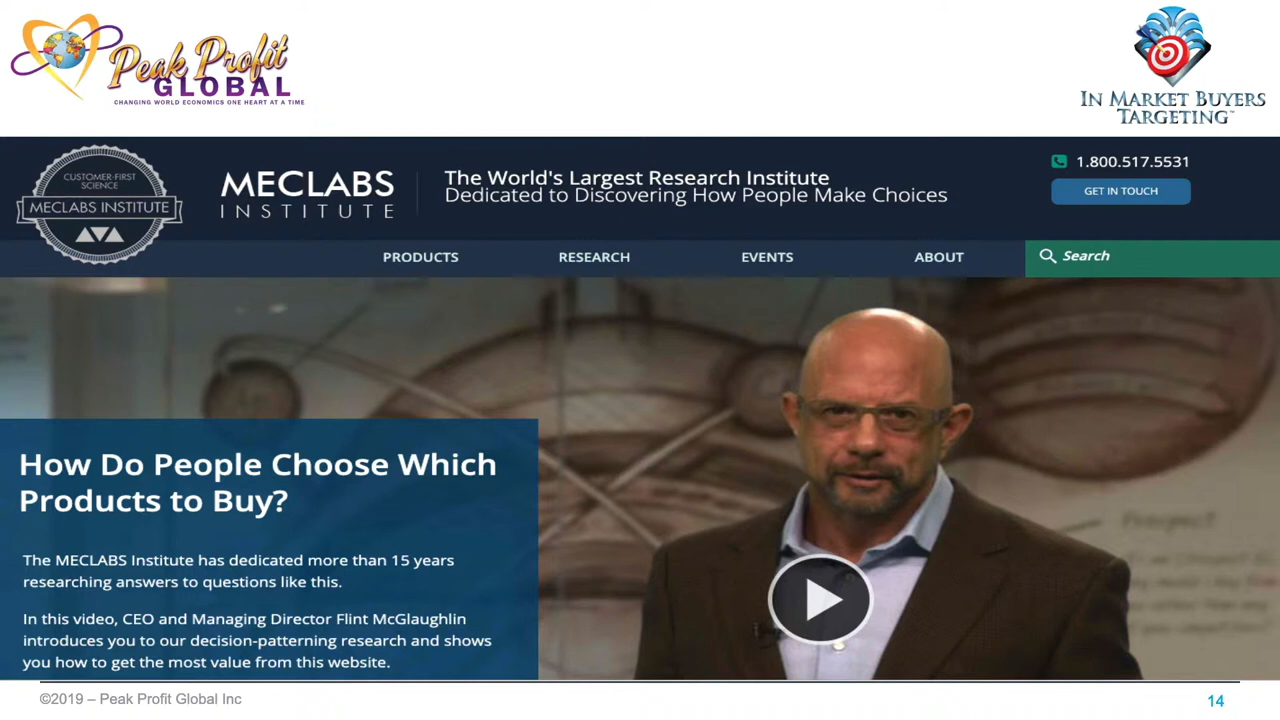 Peak Profit
GLOBAL
CHANGING WORLD ECONOMICS ONE HEART AT A TIME
IN MARKET BUYERS
TARGETING™
CUSTOMER-FIRST
SCIENCE
MECLABS INSTITUTE
MECLABS
INSTITUTE
The World's Largest Research Institute
Dedicated to Discovering How People Make Choices
1.800.517.5531
GET IN TOUCH
PRODUCTS
RESEARCH
EVENTS
ABOUT
Search
How Do People Choose Which
Products to Buy?
The MECLABS Institute has dedicated more than 15 years
researching answers to questions like this.
In this video, CEO and Managing Director Flint McGlaughlin
introduces you to our decision-patterning research and shows
you how to get the most value from this website.
Prospect
©2019 – Peak Profit Global Inc
14